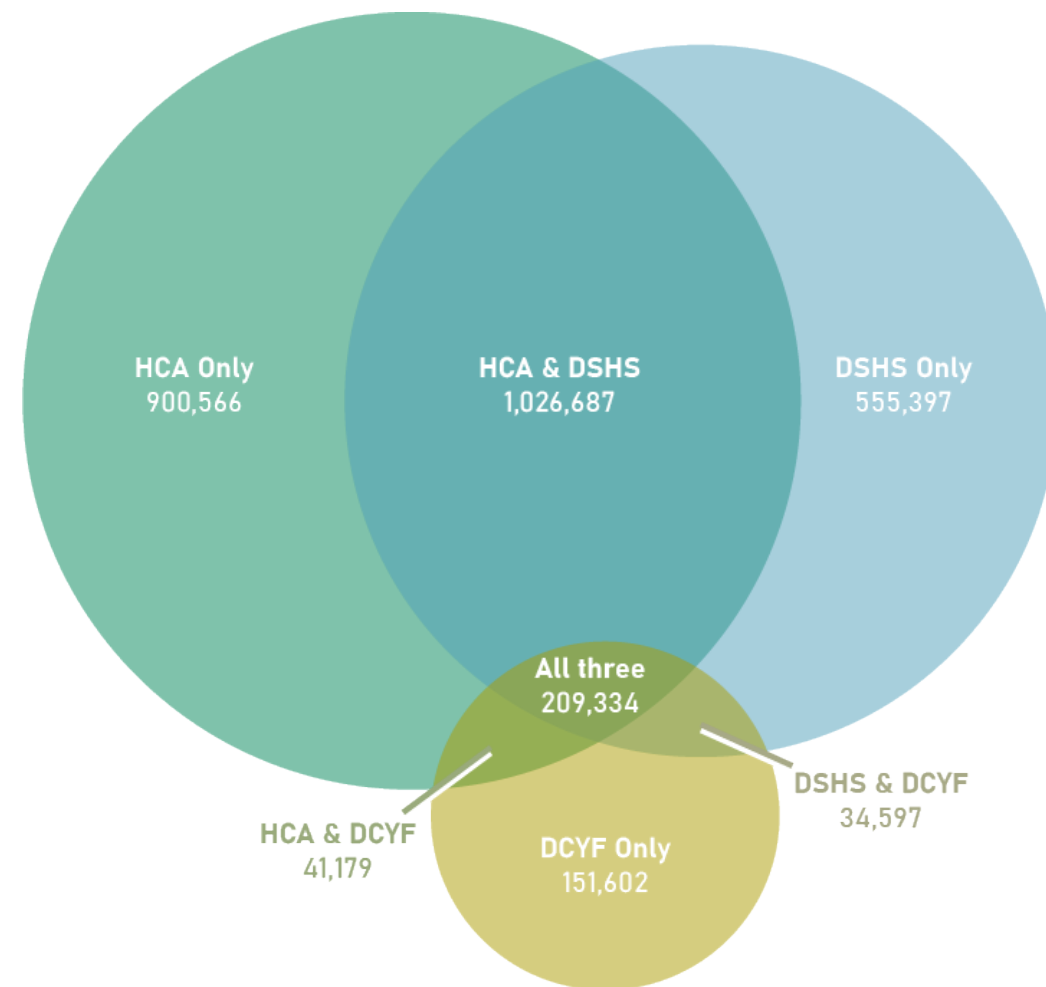 HCA Only
900,566
HCA & DSHS
1,026,687
DSHS Only
555,397
All three
209,334
DSHS & DCYF
34,597
HCA & DCYF
41,179
DCYF Only
151,602